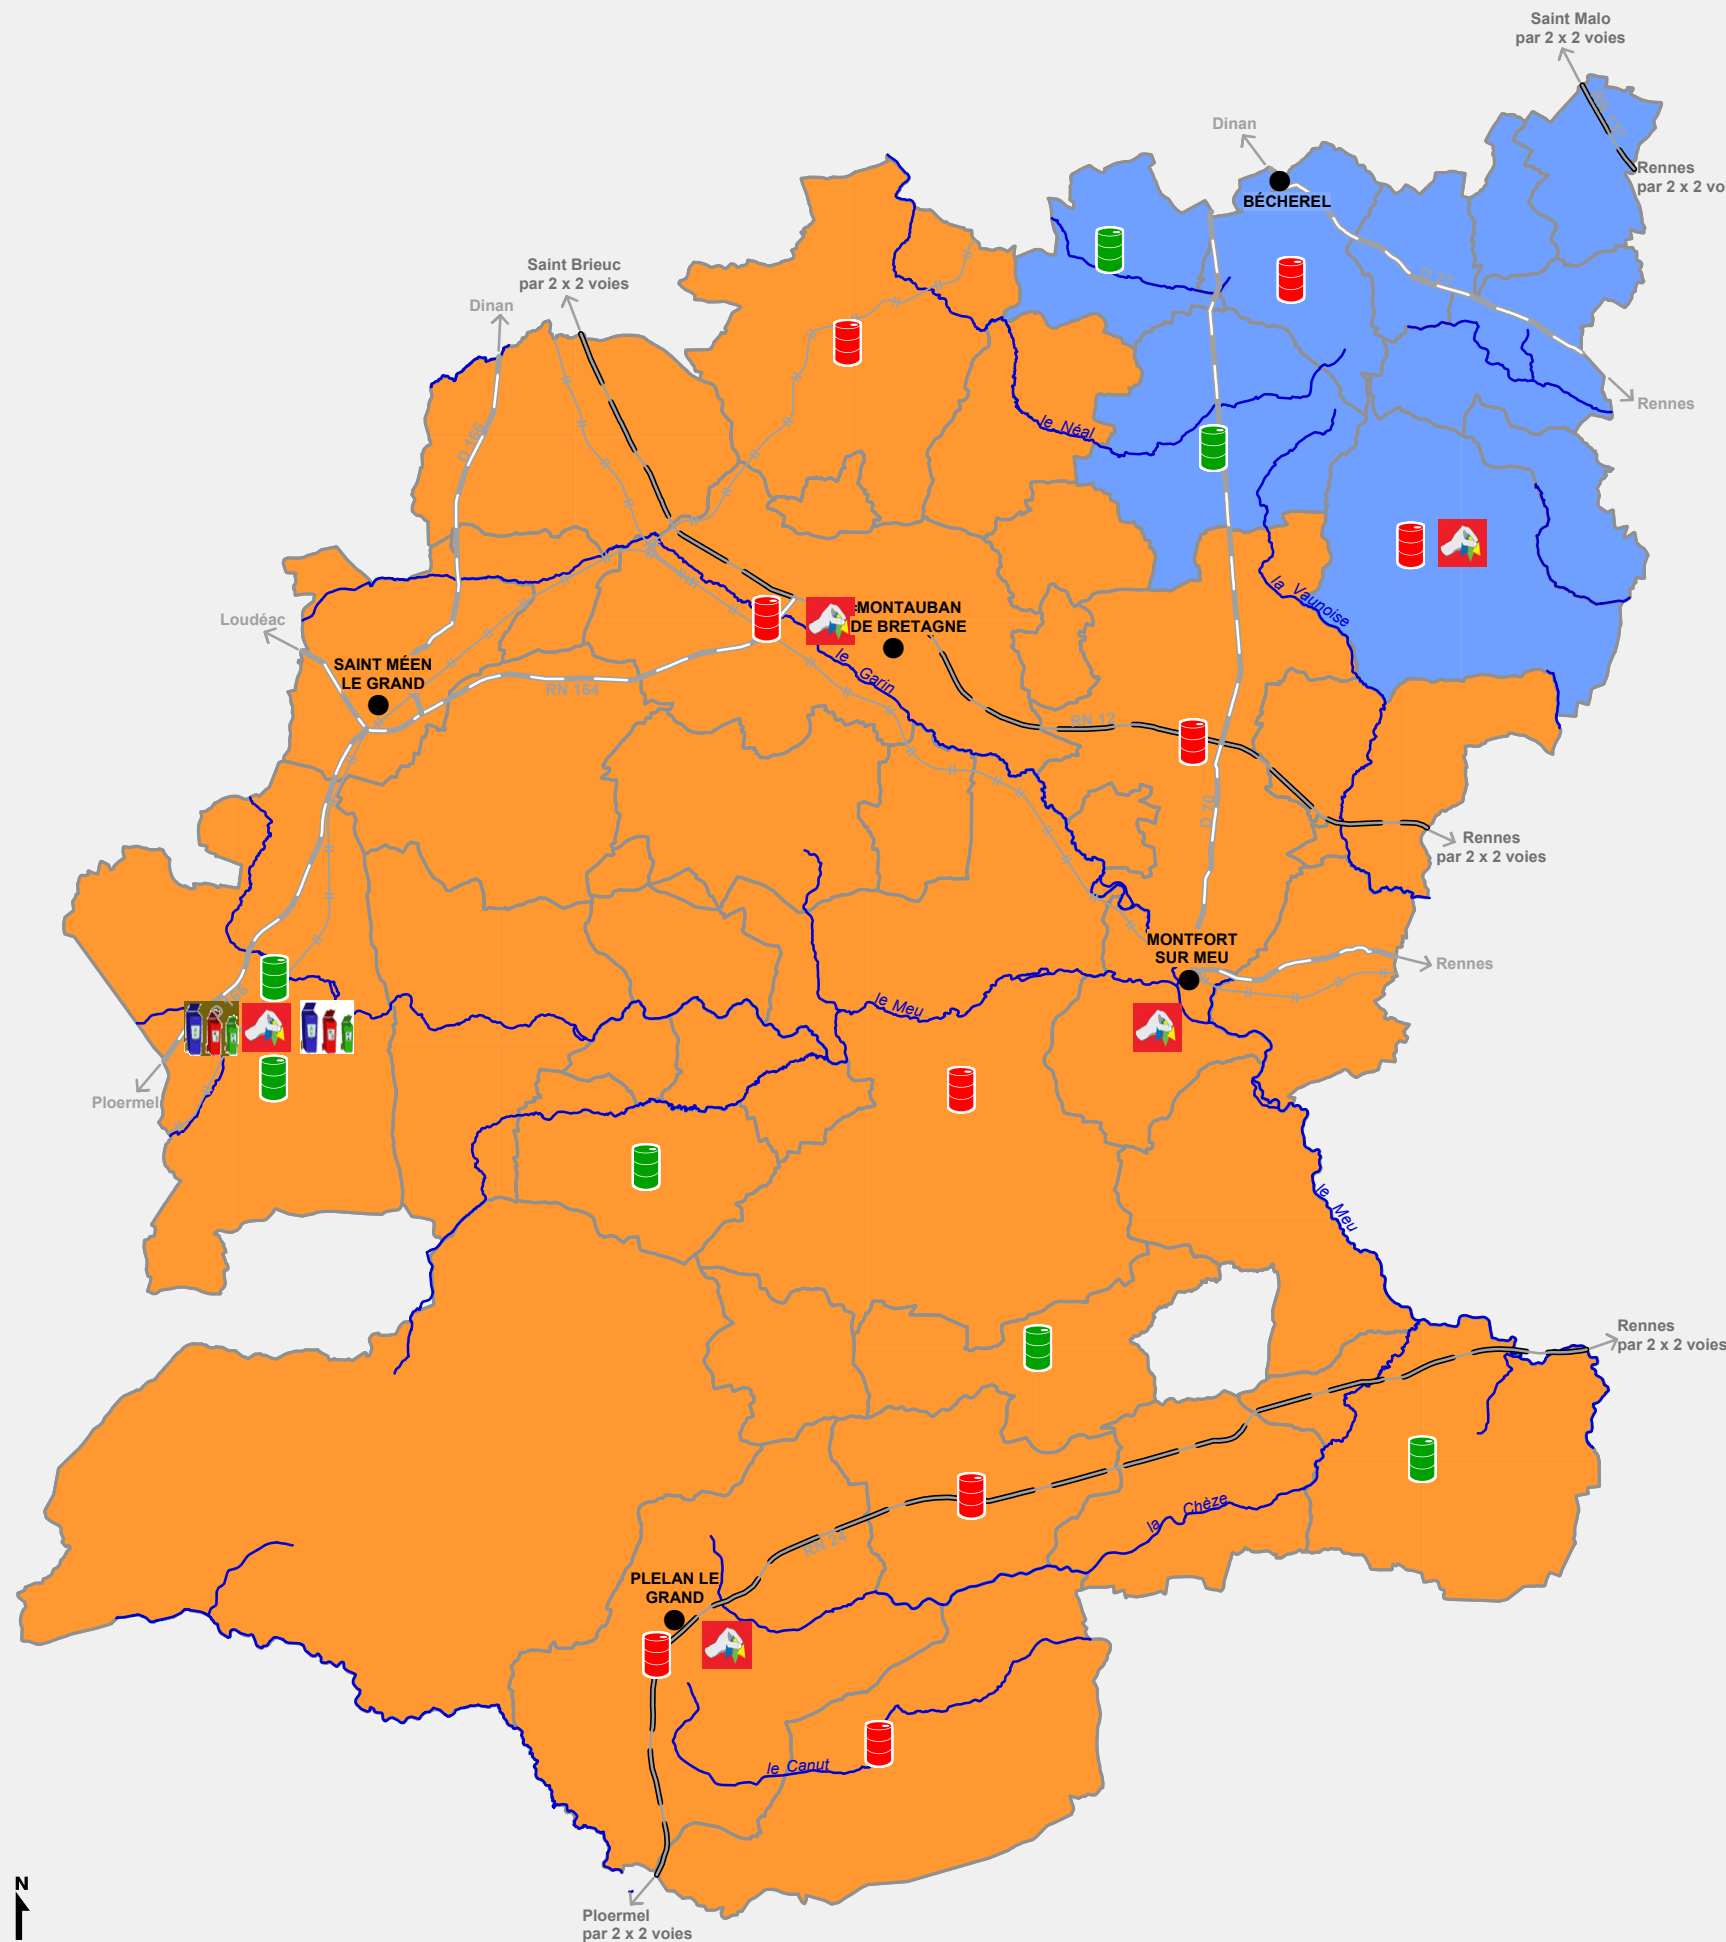 Saint Malo
par 2 x 2 voies
Dinan
Rennes
par 2 x 2 vo
BÉCHEREL
Saint Brieuc
par 2 x 2 voies
D 27
Dinan
Rennes
le Néal
D 166
la Vaunoise
MONTAUBAN
DE BRETAGNE
Loudéac
SAINT MÉEN
LE GRAND
le Garin
RN 164
RN 12
D 70
Rennes
par 2 x 2 voies
MONTFORT
SUR MEU
Rennes
le Meu
Ploermel
le Meu
Rennes
par 2 x 2 voies
la Chèze
RN 24
PLELAN LE
GRAND
le Canut
N
Ploermel
par 2 x 2 voies